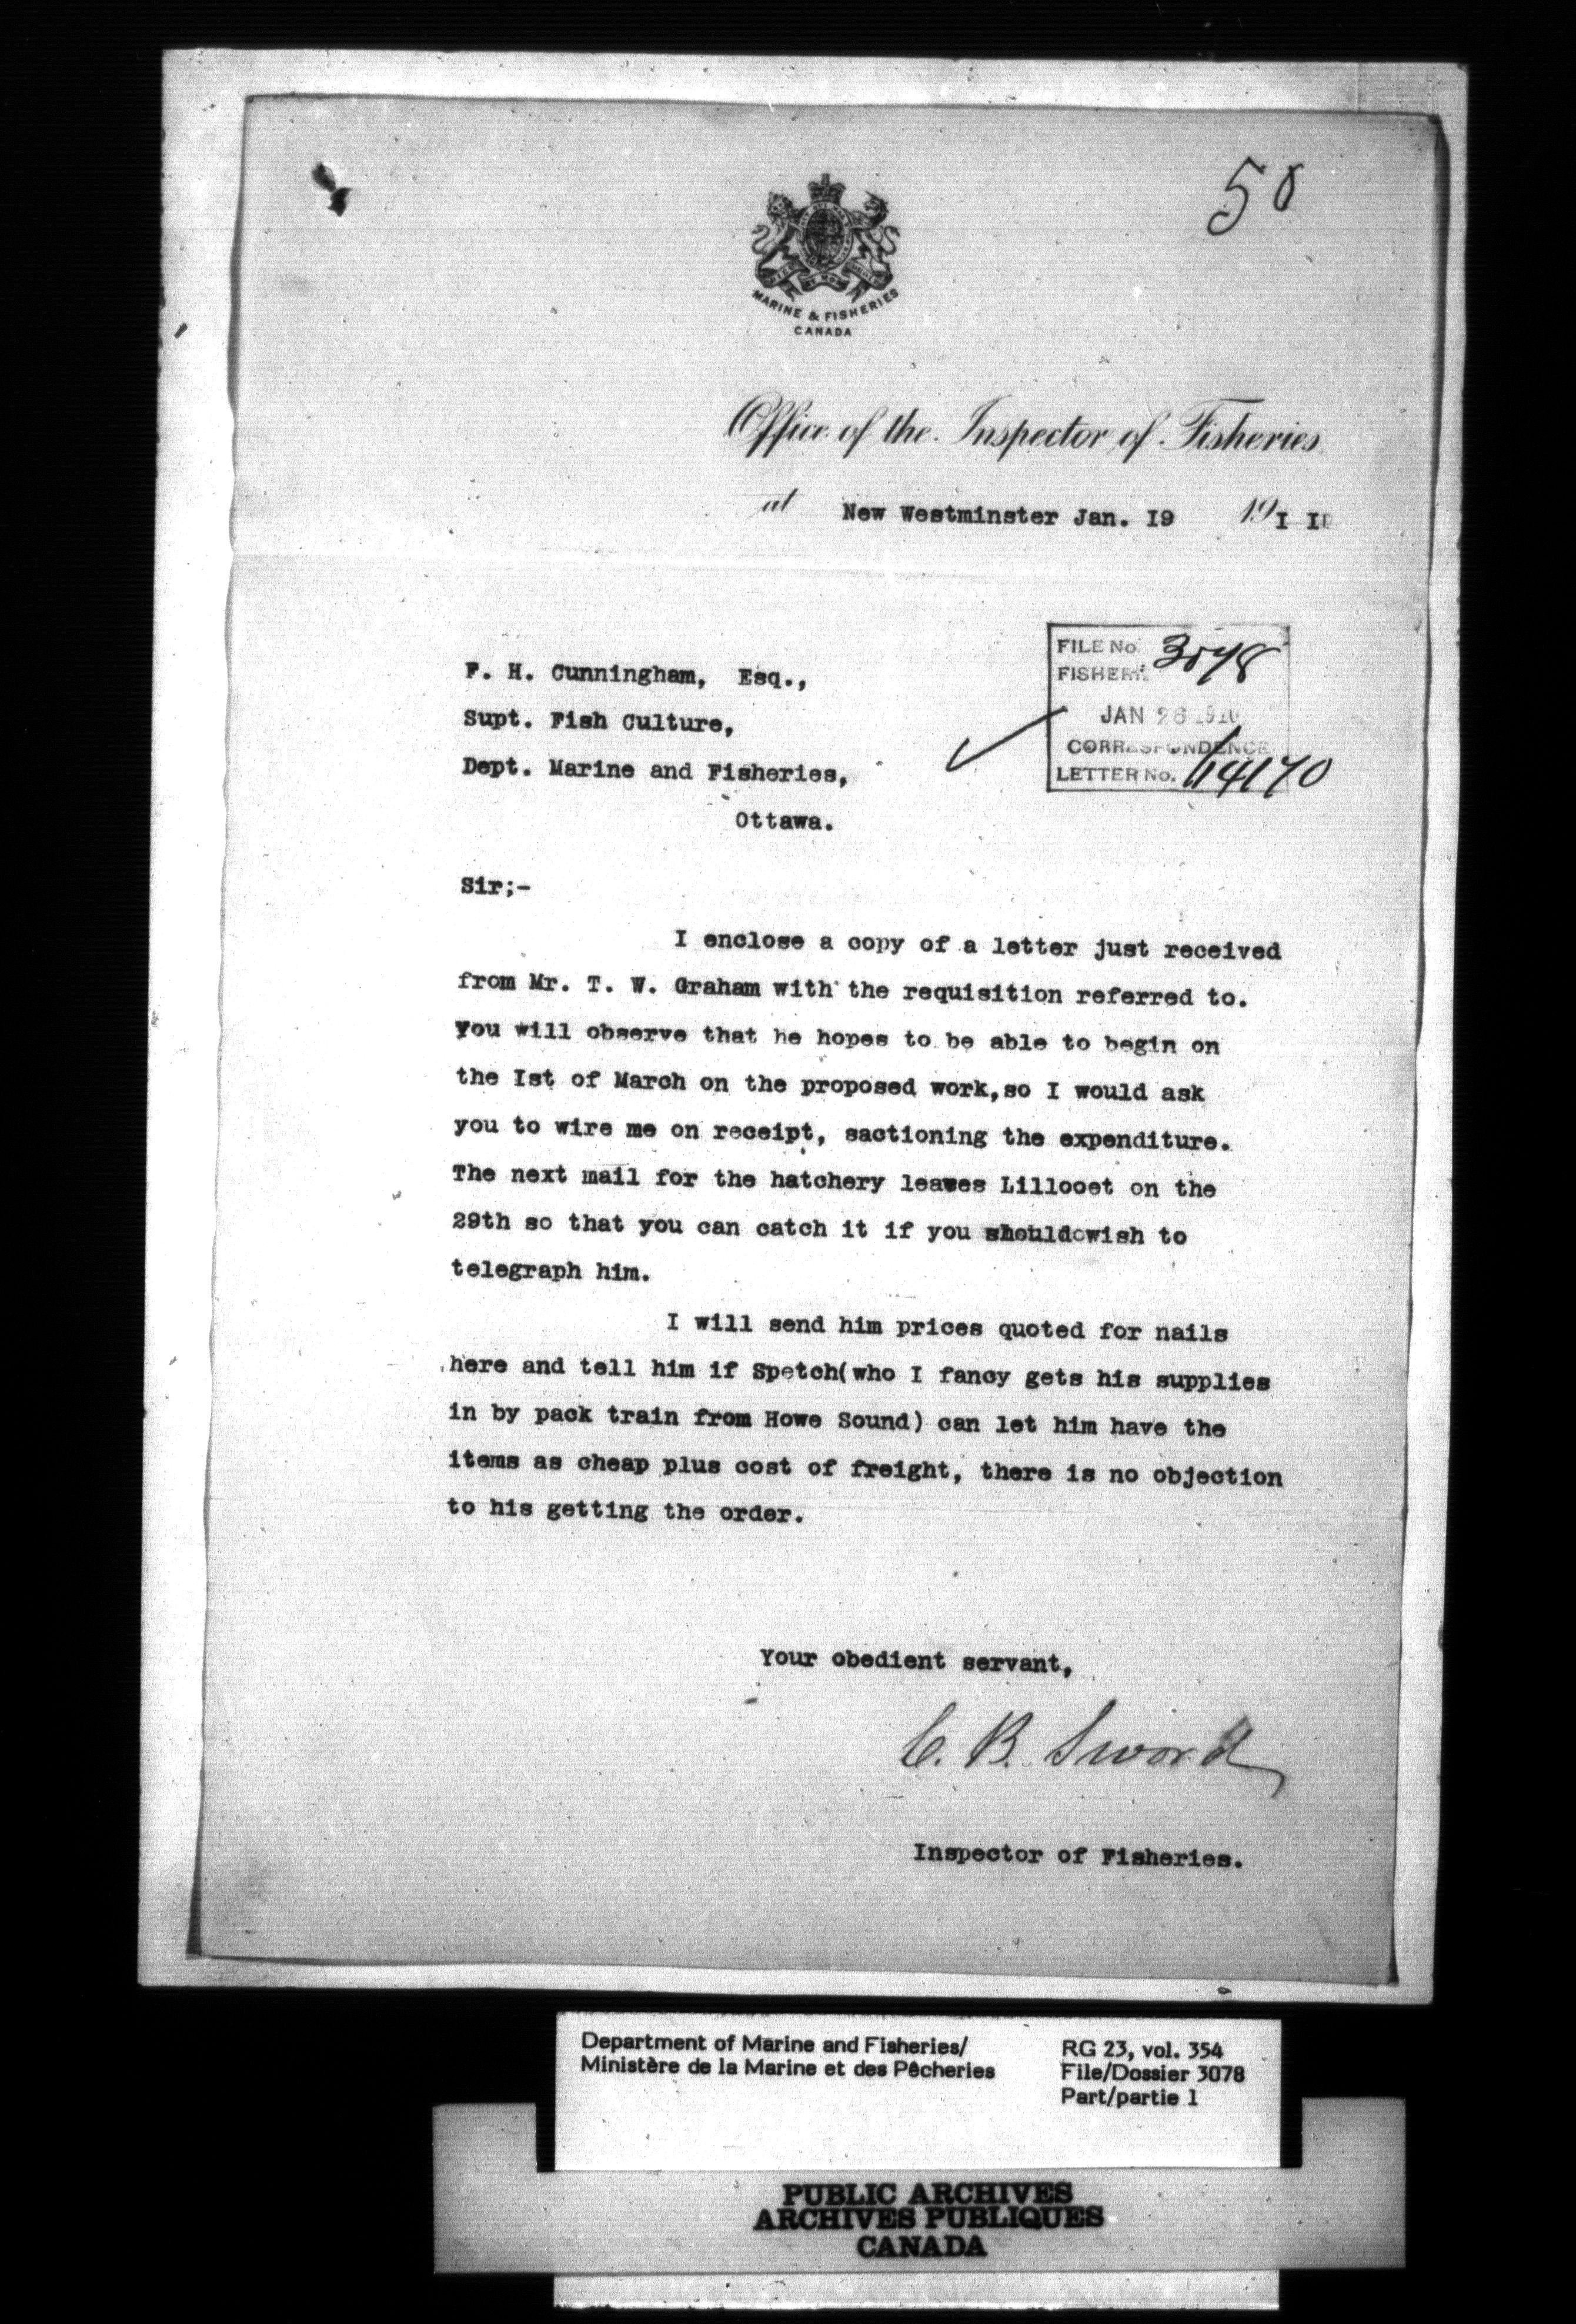 50
MARINE & FISHERIES
CANADA
Office of the Inspector of Fisheries
at New Westminster Jan. I9 19I I0
FILE No. 3078
FISHERI
JAN 26 1910
CORRESPONDENCE
LETTER No. 114170
F. H. Cunningham, Esq.,
Supt. Fish Culture,
Dept. Marine and Fisheries,
Ottawa.
Sir;-
I enclose a copy of a letter just received
from Mr. T. W. Graham with the requisition referred to.
You will observe that he hopes to be able to begin on
the Ist of March on the proposed work,so I would ask
you to wire me on receipt, sactioning the expenditure.
The next mail for the hatchery leaves Lillooet on the
29th so that you can catch it if you should wish to
telegraph him.
I will send him prices quoted for nails
here and tell him if Spetch(who I fancy gets his supplies
in by pack train from Howe Sound) can let him have the
items as cheap plus cost of freight, there is no objection
to his getting the order.
Your obedient servant,
C. B. Sword
Inspector of Fisheries.
Department of Marine and Fisheries/
Ministère de la Marine et des Pêcheries
RG 23, vol. 354
File/Dossier 3078
Part/partie 1
PUBLIC ARCHIVES
ARCHIVES PUBLIQUES
CANADA